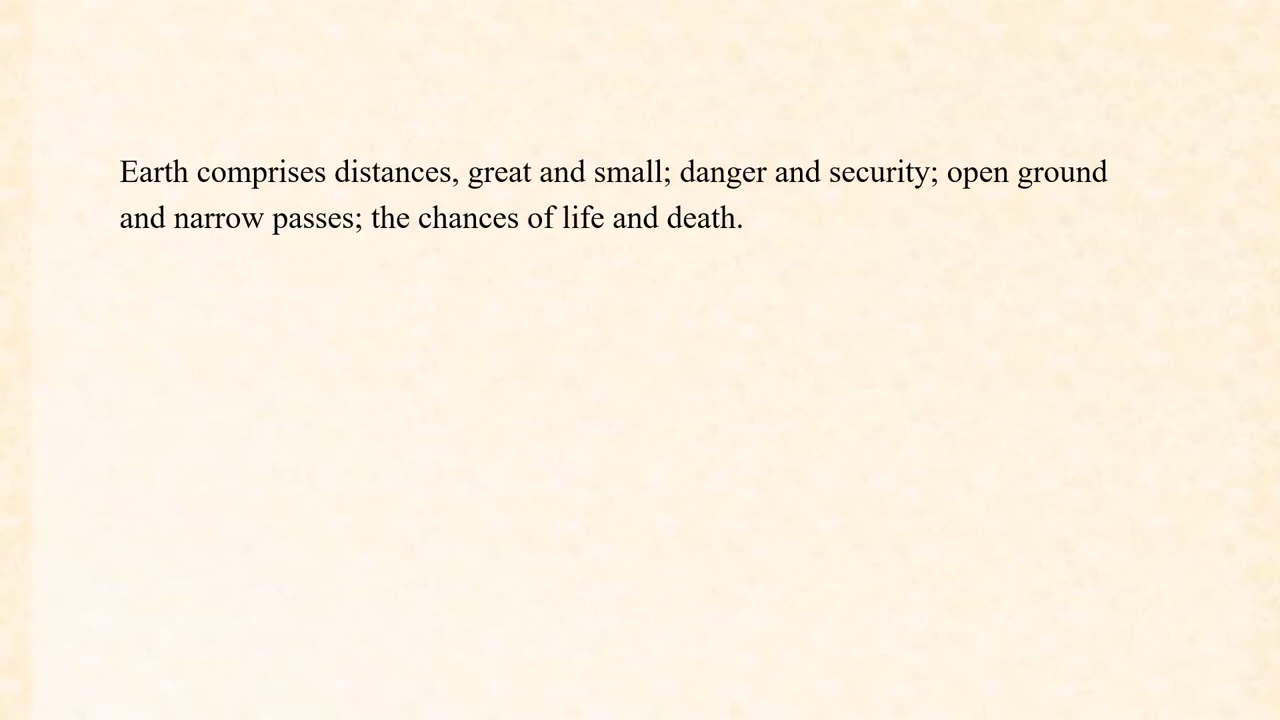 Earth comprises distances, great and small; danger and security; open ground
and narrow passes; the chances of life and death.